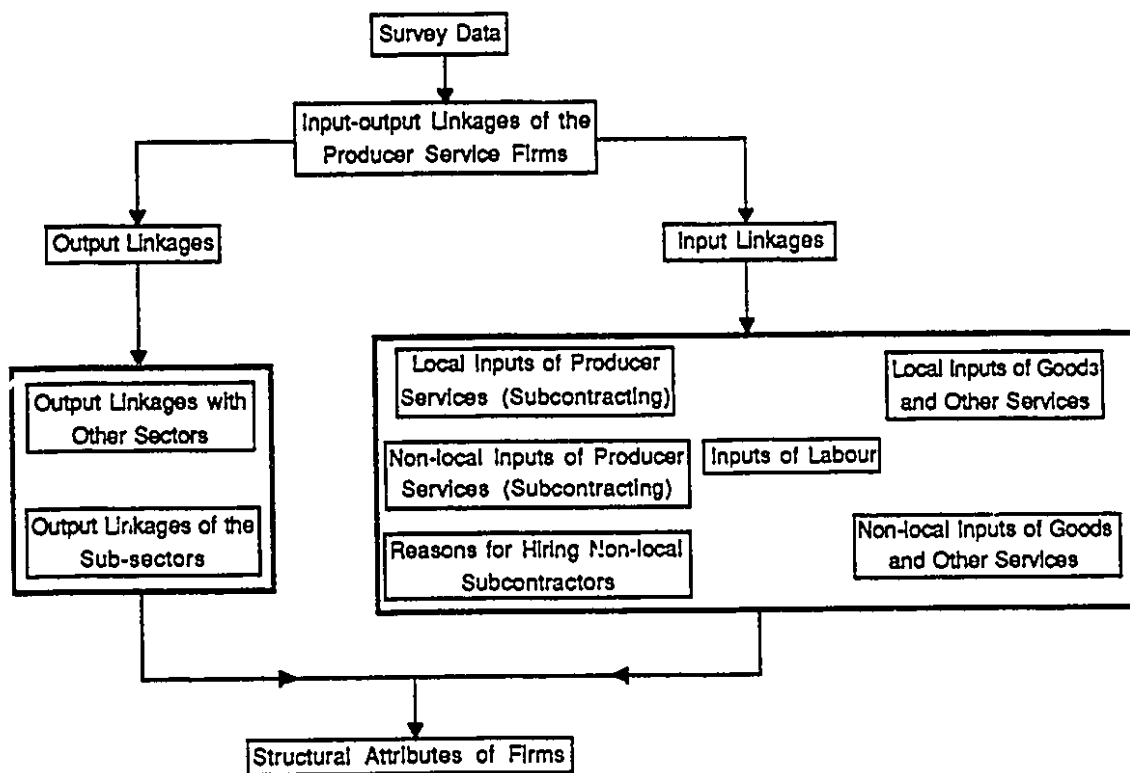 Survey Data
Input-output Linkages of the
Producer Service Firms
Output Linkages
Input Linkages
Output Linkages with
Other Sectors
Output Linkages of the
Sub-sectors
Local Inputs of Producer
Services (Subcontracting)
Local Inputs of Goods
and Other Services
Non-local Inputs of Producer
Services (Subcontracting)
Inputs of Labour
Reasons for Hiring Non-local
Subcontractors
Non-local Inputs of Goods
and Other Services
Structural Attributes of Firms